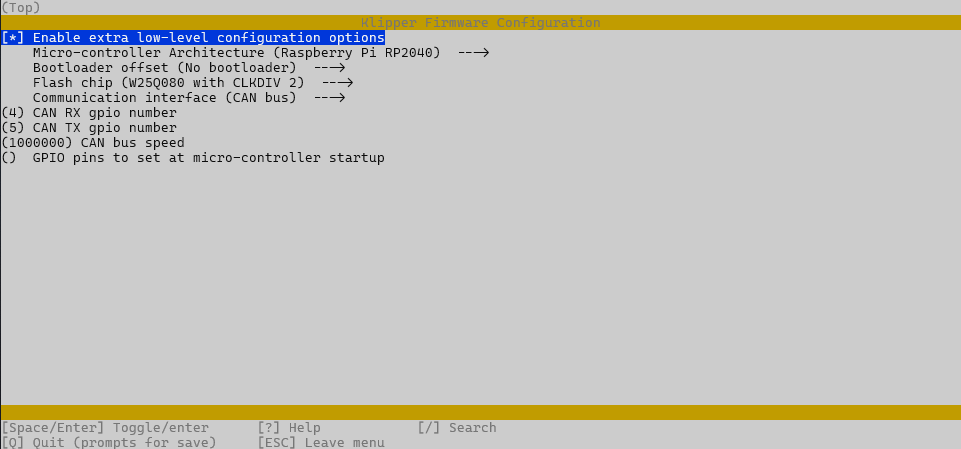 (Top)
Klipper Firmware Configuration
[*] Enable extra low-level configuration options
Micro-controller Architecture (Raspberry Pi RP2040) --->
Bootloader offset (No bootloader) --->
Flash chip (W25Q080 with CLKDIV 2) --->
Communication interface (CAN bus) --->
(4) CAN RX gpio number
(5) CAN TX gpio number
(1000000) CAN bus speed
() GPIO pins to set at micro-controller startup
[Space/Enter] Toggle/enter [?] Help [/] Search
[Q] Quit (prompts for save) [ESC] Leave menu